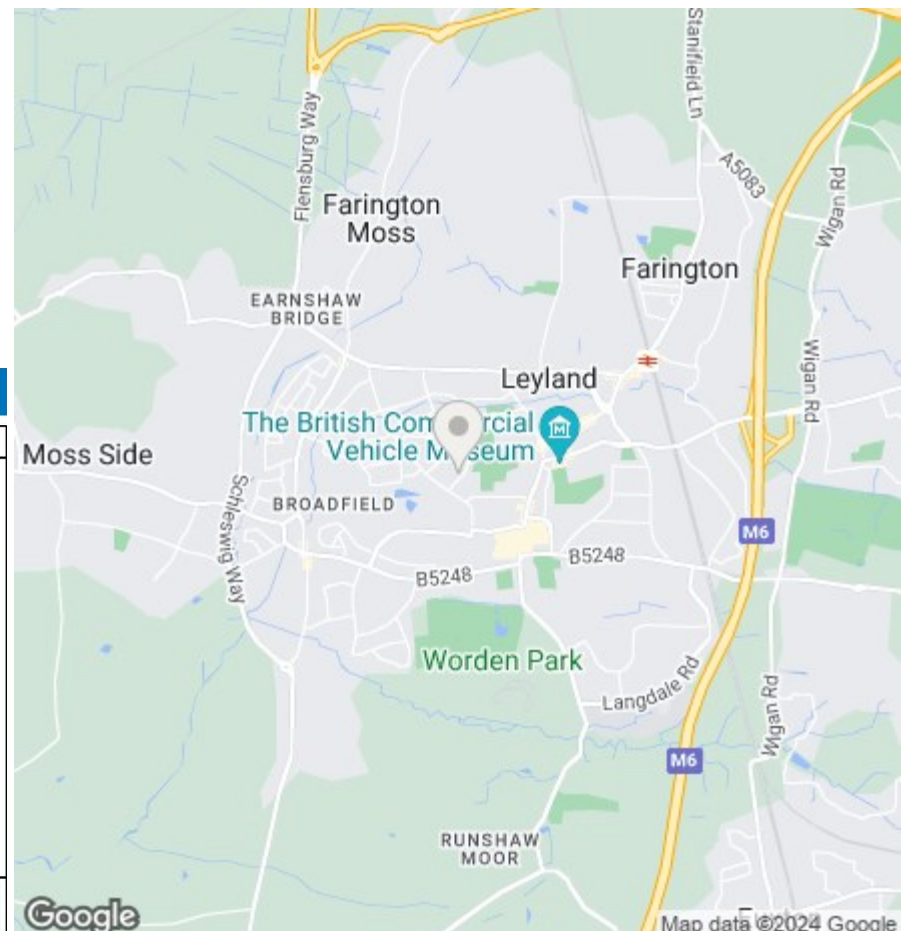 Stanifield Ln
Flensburg Way
A5083
Wigan Rd
Farington
Moss
Farington
EARNSHAW
BRIDGE
Wigan Rd
Leyland
The British Commercial
Vehicle Museum
Moss Side
Schleswig Way
BROADFIELD
M6
B5248
B5248
Worden Park
Langdale Rd
Wigan Rd
M6
RUNSHAW
MOOR
Google
Map data ©2024 Google